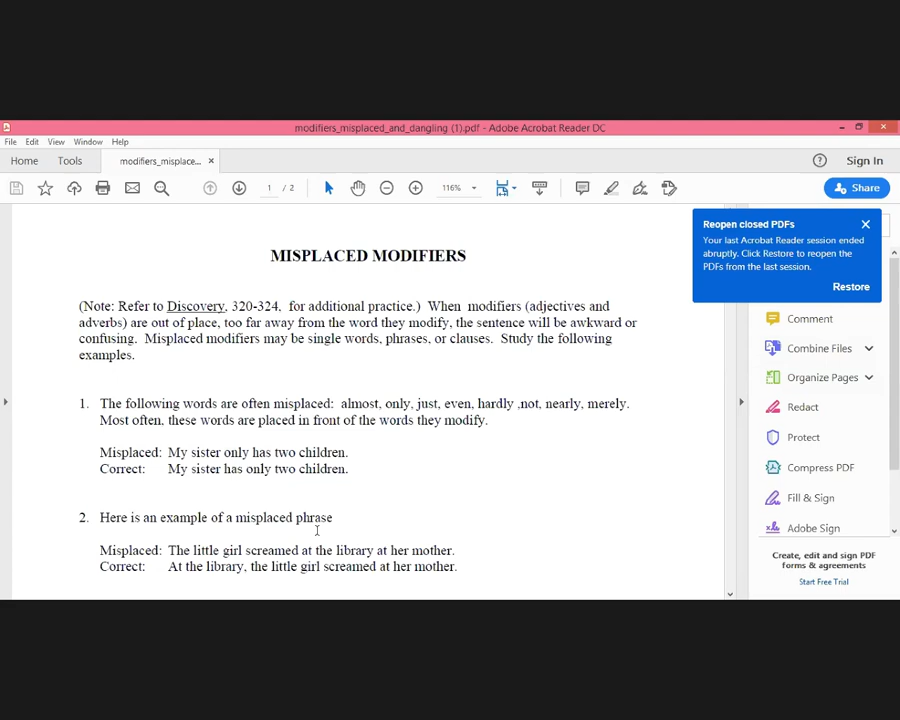 modifiers_misplaced_and_dangling (1).pdf - Adobe Acrobat Reader DC
File Edit View Window Help
Home Tools modifiers_misplace... × Sign In
1 / 2 116% Share
Reopen closed PDFs
Your last Acrobat Reader session ended
abruptly. Click Restore to reopen the
PDFs from the last session.
Restore
MISPLACED MODIFIERS
(Note: Refer to Discovery, 320-324, for additional practice.) When modifiers (adjectives and
adverbs) are out of place, too far away from the word they modify, the sentence will be awkward or
confusing. Misplaced modifiers may be single words, phrases, or clauses. Study the following
examples.
1. The following words are often misplaced: almost, only, just, even, hardly ,not, nearly, merely.
Most often, these words are placed in front of the words they modify.
Misplaced: My sister only has two children.
Correct: My sister has only two children.
2. Here is an example of a misplaced phrase
Misplaced: The little girl screamed at the library at her mother.
Correct: At the library, the little girl screamed at her mother.
Comment
Combine Files
Organize Pages
Redact
Protect
Compress PDF
Fill & Sign
Adobe Sign
Create, edit and sign PDF
forms & agreements
Start Free Trial